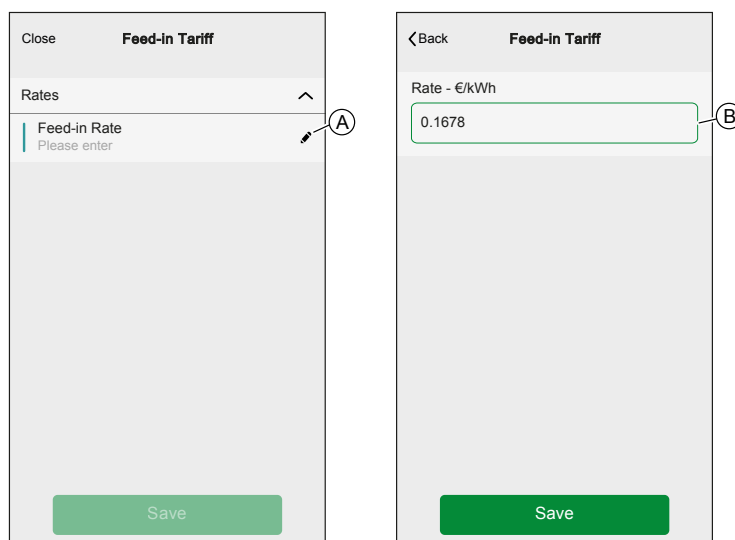 Close
Feed-in Tariff
Rates
Feed-in Rate
Please enter
A
Save
Back
Feed-in Tariff
Rate - €/kWh
0.1678
B
Save